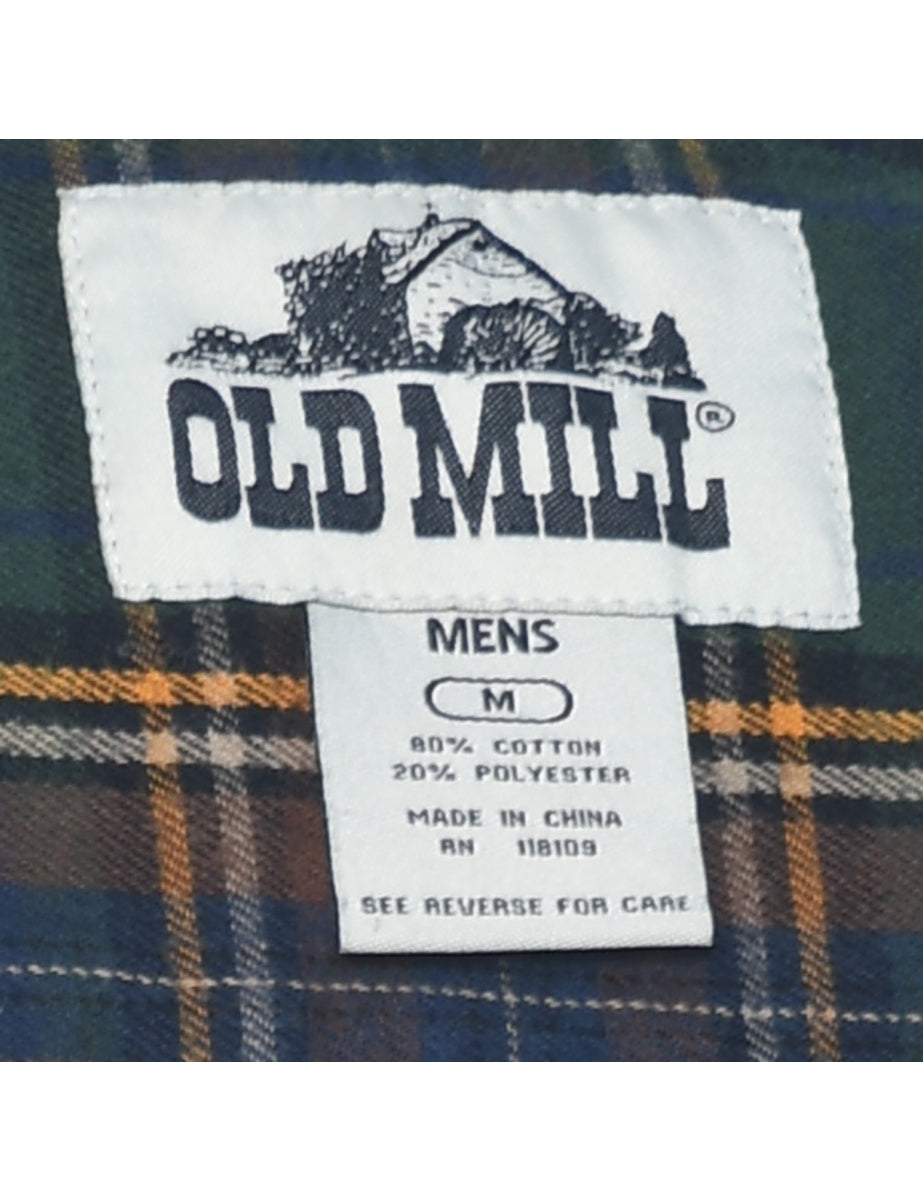 OLD MILL®
MENS
M
80% COTTON
20% POLYESTER
MADE IN CHINA
RN 118109
SEE REVERSE FOR CARE